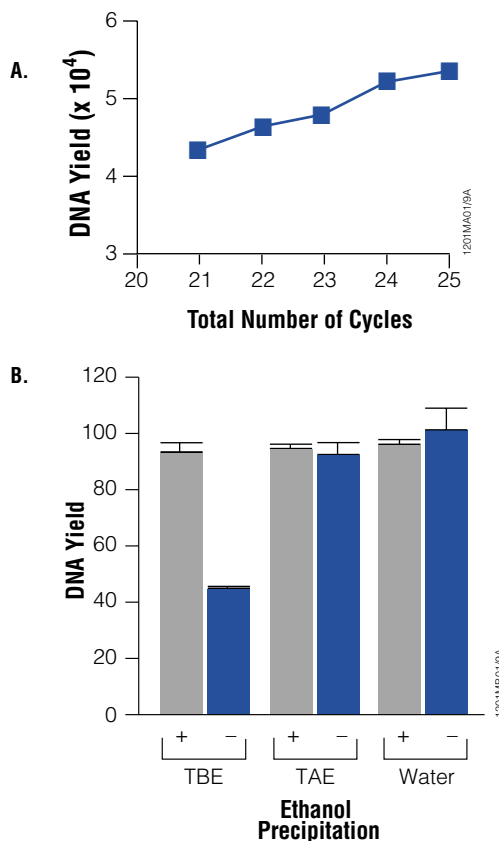 A.
DNA Yield (x 10⁴)
6
5
4
3
20 21 22 23 24 25
Total Number of Cycles
1201MA01/9A
B.
DNA Yield
120
100
80
60
40
20
0
+ – + – + –
TBE TAE Water
Ethanol
Precipitation